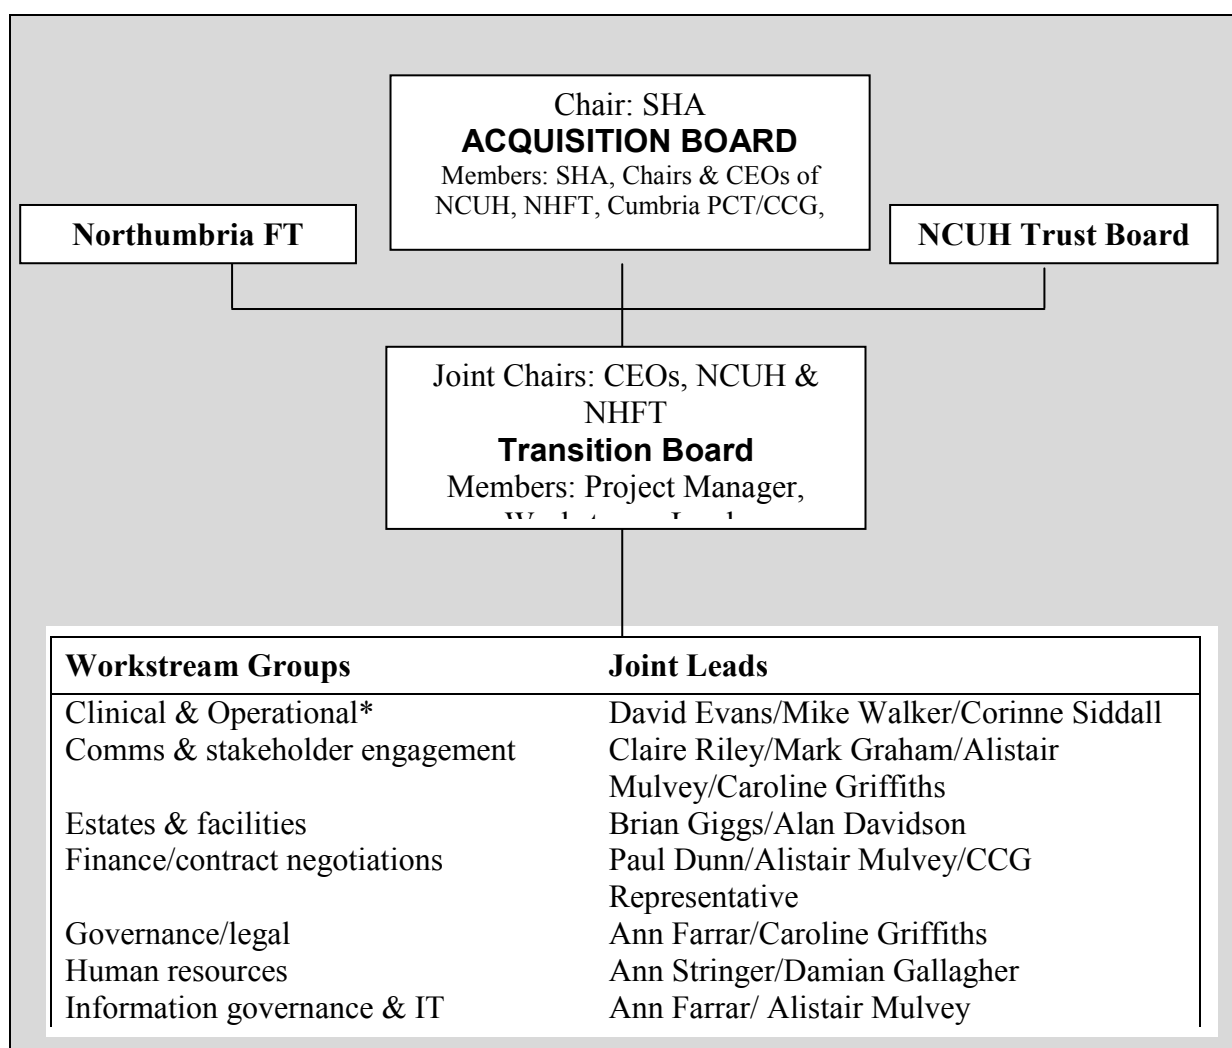 Chair: SHA
ACQUISITION BOARD
Members: SHA, Chairs & CEOs of
NCUH, NHFT, Cumbria PCT/CCG,
Northumbria FT
NCUH Trust Board
Joint Chairs: CEOs, NCUH &
NHFT
Transition Board
Members: Project Manager,
Workstream Groups Joint Leads
Clinical & Operational* David Evans/Mike Walker/Corinne Siddall
Comms & stakeholder engagement Claire Riley/Mark Graham/Alistair
Mulvey/Caroline Griffiths
Estates & facilities Brian Giggs/Alan Davidson
Finance/contract negotiations Paul Dunn/Alistair Mulvey/CCG
Representative
Governance/legal Ann Farrar/Caroline Griffiths
Human resources Ann Stringer/Damian Gallagher
Information governance & IT Ann Farrar/ Alistair Mulvey